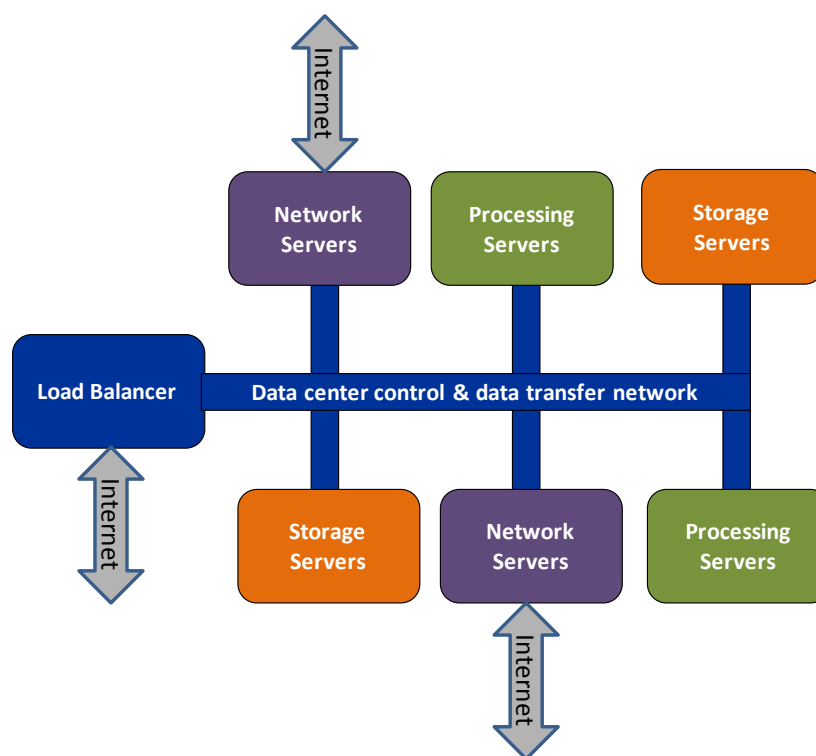 Internet
Network
Servers
Processing
Servers
Storage
Servers
Load Balancer
Data center control & data transfer network
Internet
Storage
Servers
Network
Servers
Processing
Servers
Internet